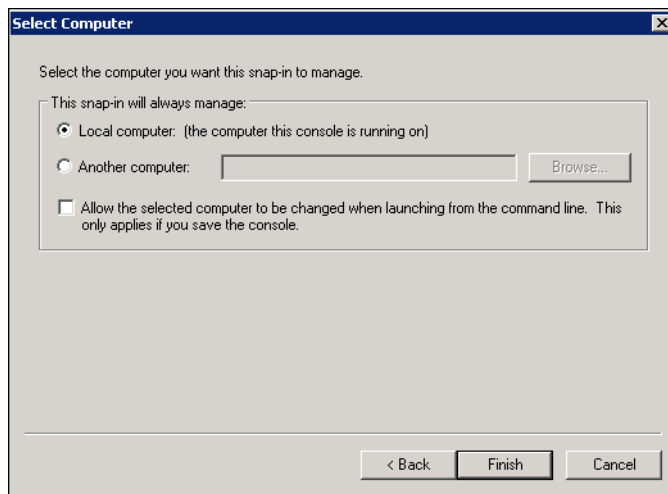 Select Computer
Select the computer you want this snap-in to manage.
This snap-in will always manage:
Local computer: (the computer this console is running on)
Another computer:
Browse...
Allow the selected computer to be changed when launching from the command line. This
only applies if you save the console.
< Back
Finish
Cancel